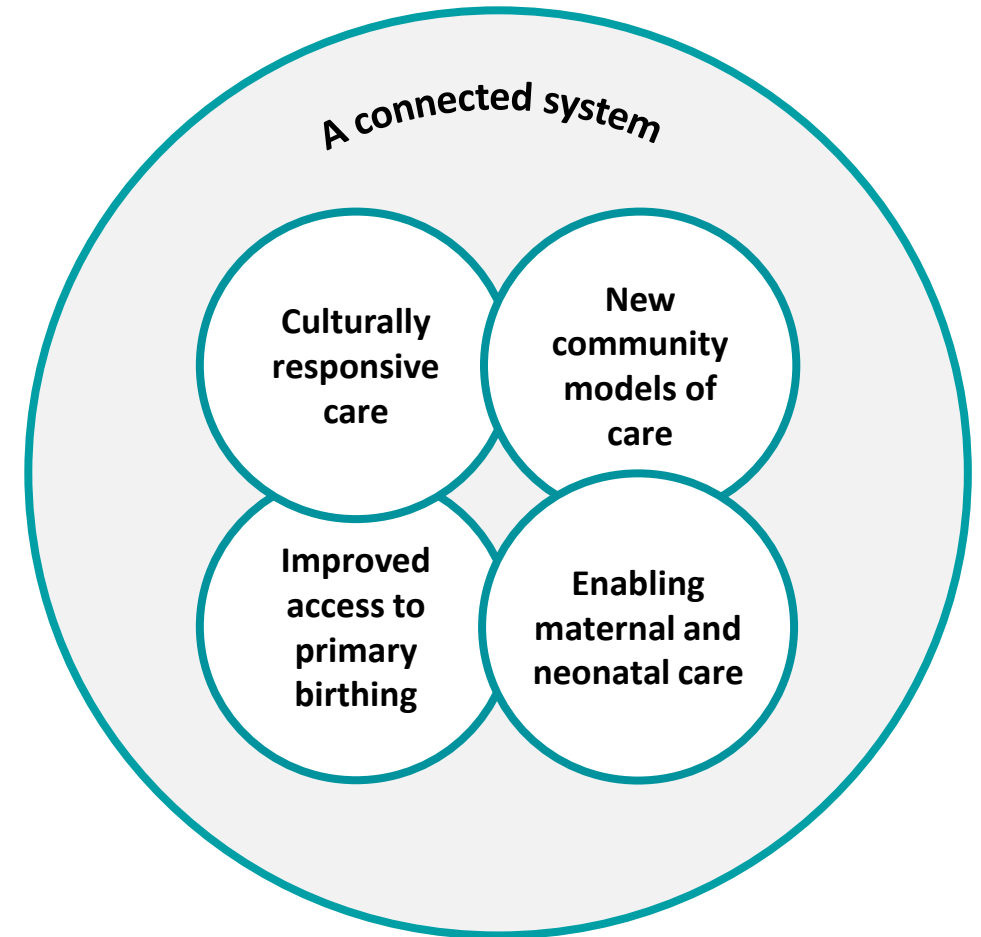 A connected system
Culturally
responsive
care
New
community
models of
care
Improved
access to
primary
birthing
Enabling
maternal and
neonatal care